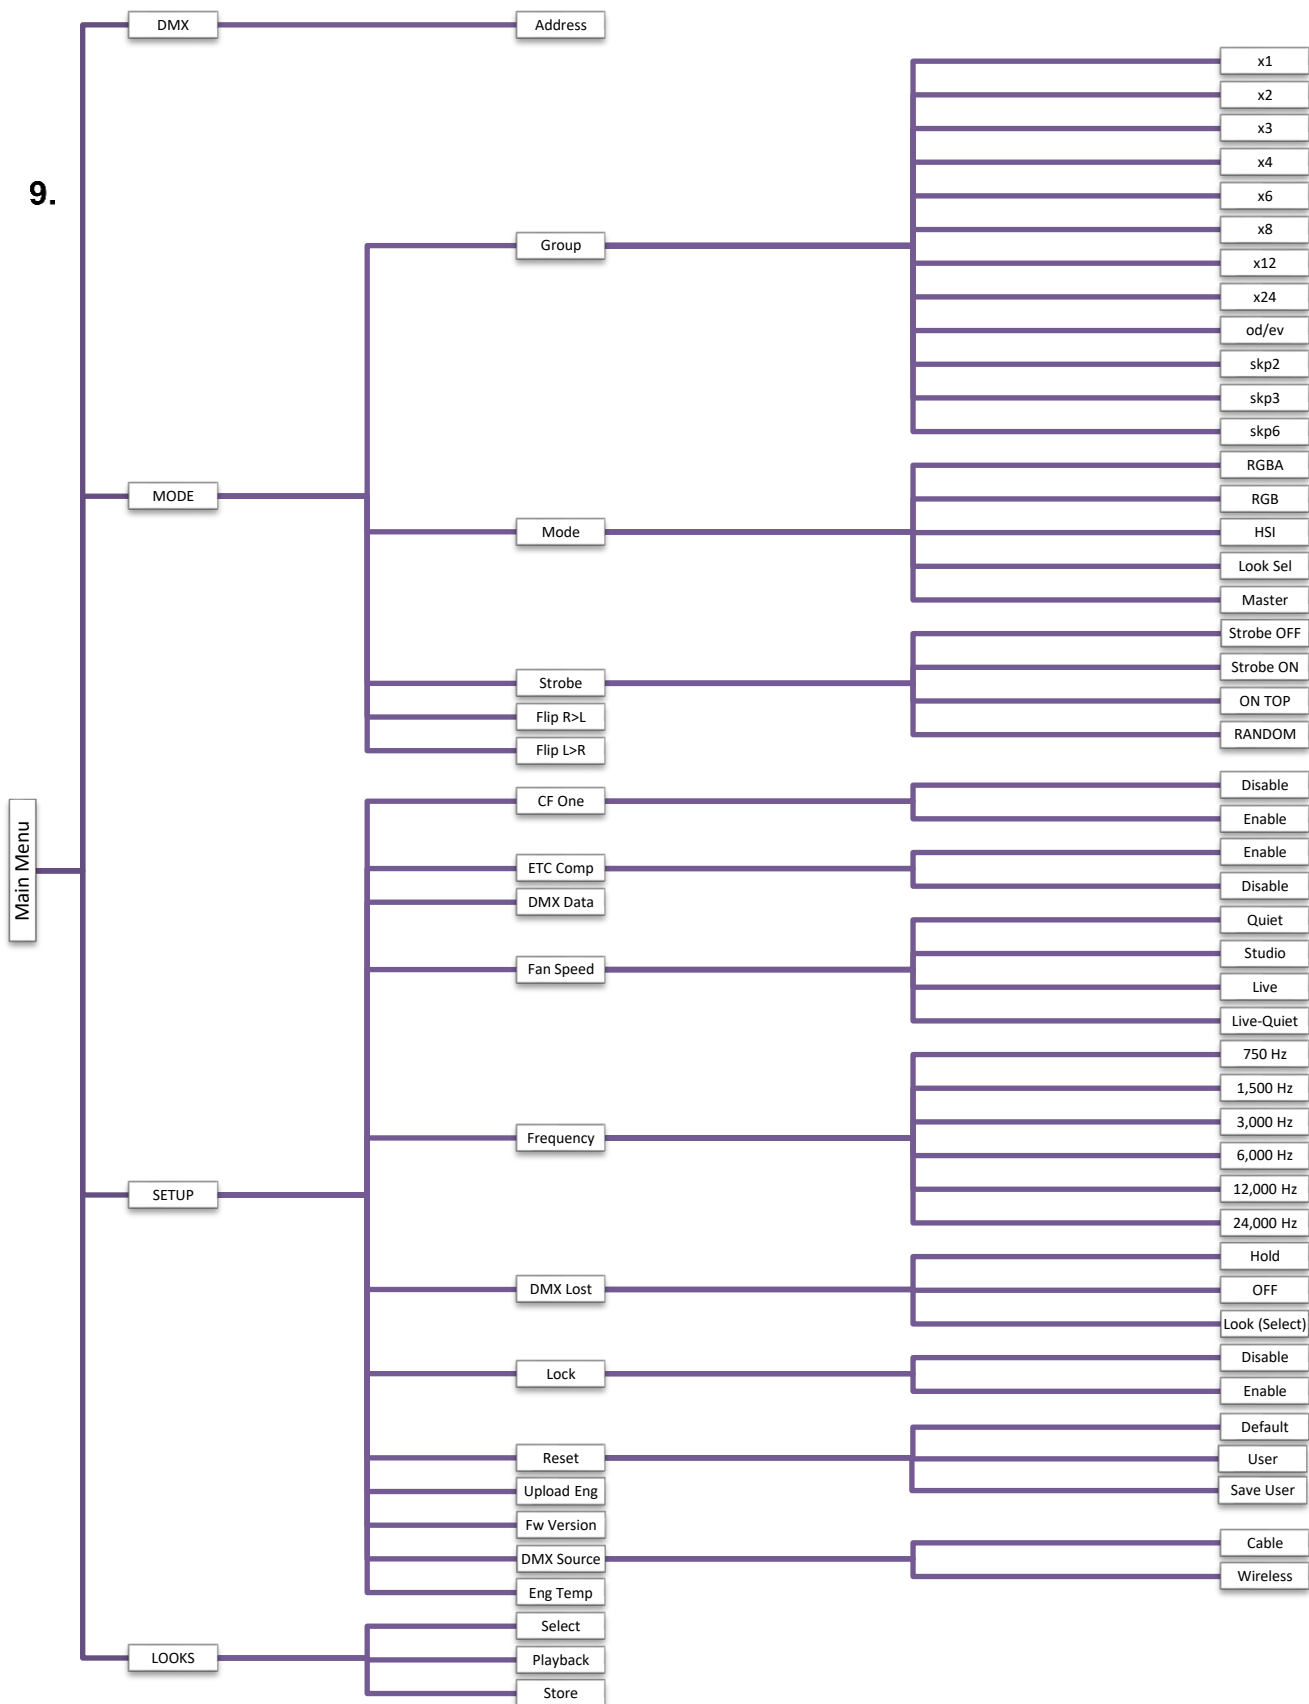 DMX
Address
x1
x2
x3
x4
9.
x6
x8
Group
x12
x24
od/ev
skp2
skp3
skp6
RGBA
MODE
RGB
Mode
HSI
Look Sel
Master
Strobe OFF
Strobe ON
Strobe
ON TOP
Flip R>L
RANDOM
Flip L>R
Main Menu
CF One
Disable
Enable
ETC Comp
Enable
Disable
DMX Data
Quiet
Studio
Fan Speed
Live
Live-Quiet
750 Hz
1,500 Hz
3,000 Hz
Frequency
6,000 Hz
12,000 Hz
SETUP
24,000 Hz
Hold
DMX Lost
OFF
Look (Select)
Disable
Lock
Enable
Default
Reset
User
Upload Eng
Save User
Fw Version
Cable
DMX Source
Wireless
Eng Temp
Select
LOOKS
Playback
Store